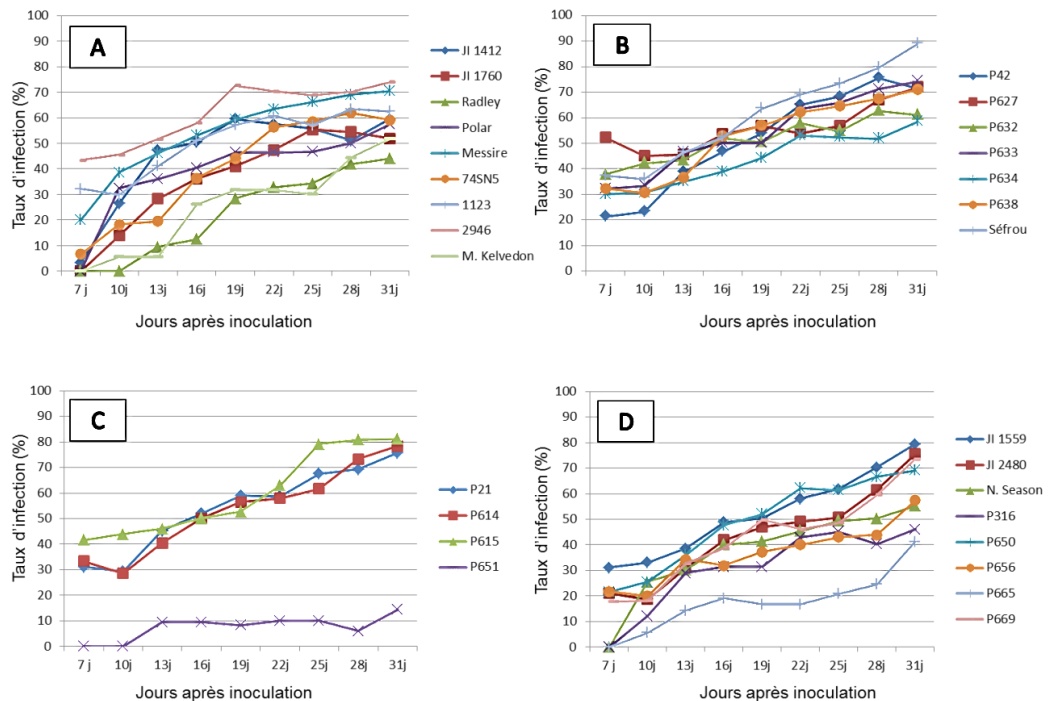 A
Taux d'infection (%)
100
90
80
70
60
50
40
30
20
10
0
7 j 10j 13j 16j 19j 22j 25j 28j 31j
Jours après inoculation
JI 1412
JI 1760
Radley
Polar
Messire
74SN5
1123
2946
M. Kelvedon
B
Taux d'infection (%)
100
90
80
70
60
50
40
30
20
10
0
7 j 10j 13j 16j 19j 22j 25j 28j 31j
Jours après inoculation
P42
P627
P632
P633
P634
P638
Séfrou
C
Taux d'infection (%)
100
90
80
70
60
50
40
30
20
10
0
7 j 10j 13j 16j 19j 22j 25j 28j 31j
Jours après inoculation
P21
P614
P615
P651
D
Taux d'infection (%)
100
90
80
70
60
50
40
30
20
10
0
7 j 10j 13j 16j 19j 22j 25j 28j 31j
Jours après inoculation
JI 1559
JI 2480
N. Season
P316
P650
P656
P665
P669